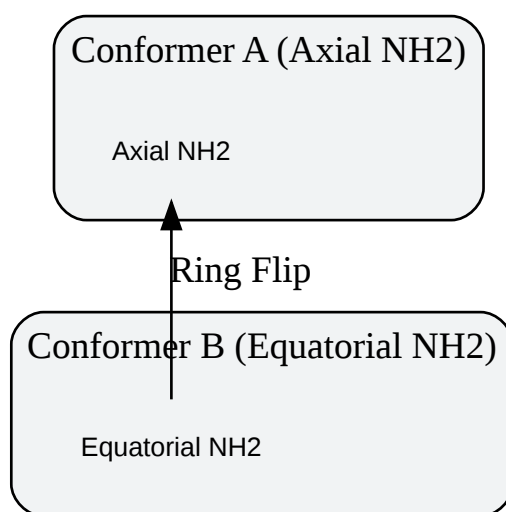 Conformer A (Axial NH2)
Axial NH2
Ring Flip
Conformer B (Equatorial NH2)
Equatorial NH2